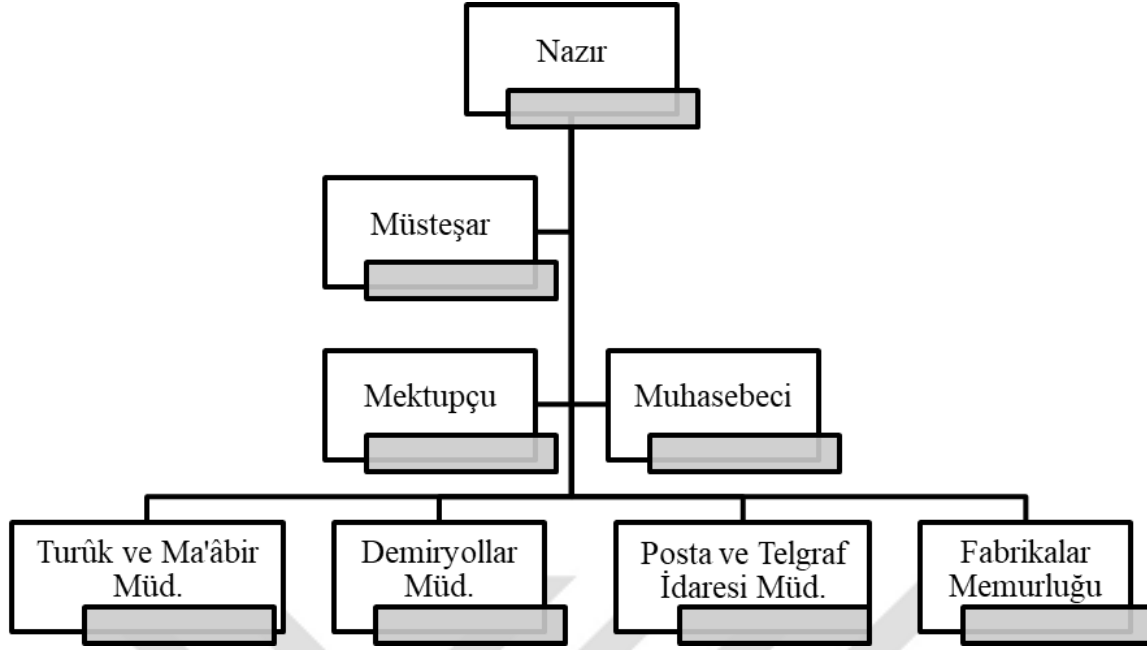 Nazır
Müsteşar
Mektupçu
Muhasebeci
Turûk ve Ma'âbir
Müd.
Demiryollar
Müd.
Posta ve Telgraf
İdaresi Müd.
Fabrikalar
Memurluğu